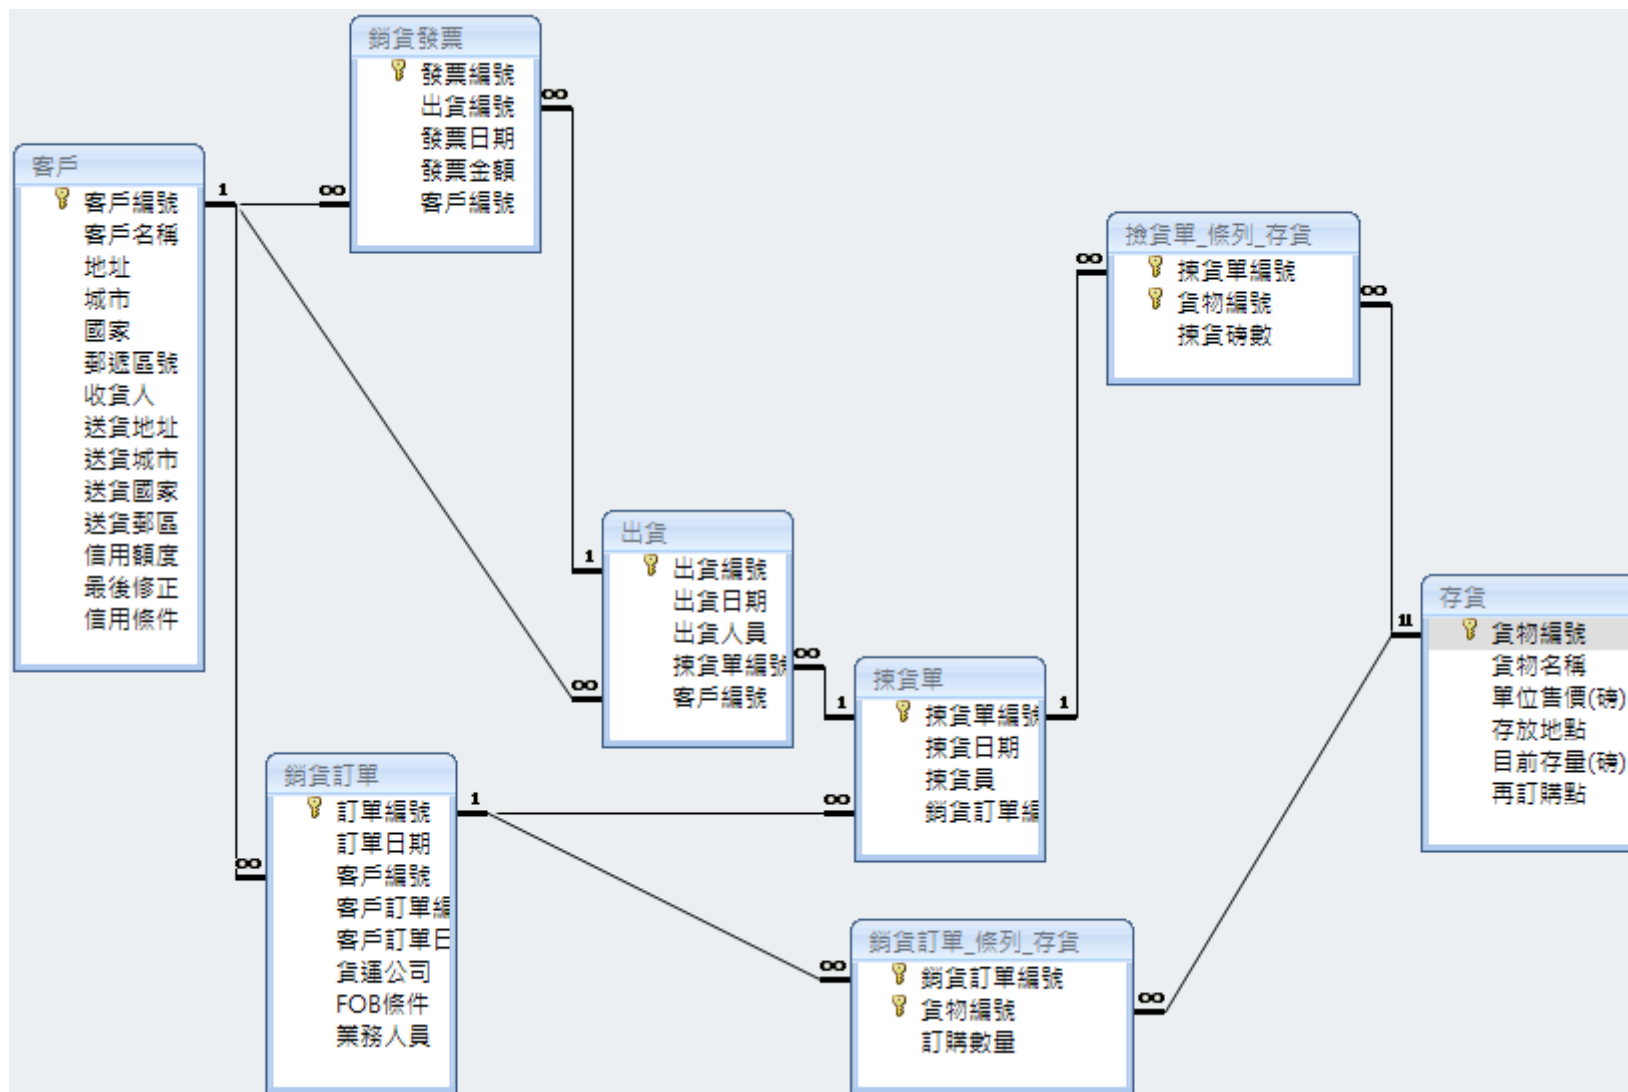 銷貨發票
發票編號
出貨編號
發票日期
發票金額
客戶編號
客戶
客戶編號
客戶名稱
地址
城市
國家
郵遞區號
收貨人
送貨地址
送貨城市
送貨國家
送貨郵區
信用額度
最後修正
信用條件
1
∞
∞
1
∞
∞
撿貨單_條列_存貨
揀貨單編號
貨物編號
揀貨磅數
∞
∞
出貨
出貨編號
出貨日期
出貨人員
揀貨單編號
客戶編號
∞
1
揀貨單
揀貨單編號
揀貨日期
揀貨員
銷貨訂單編
1
∞
存貨
貨物編號
貨物名稱
單位售價(磅)
存放地點
目前存量(磅)
再訂購點
11
銷貨訂單
訂單編號
訂單日期
客戶編號
客戶訂單編
客戶訂單日
貨運公司
FOB條件
業務人員
∞
1
銷貨訂單_條列_存貨
銷貨訂單編號
貨物編號
訂購數量
∞
∞